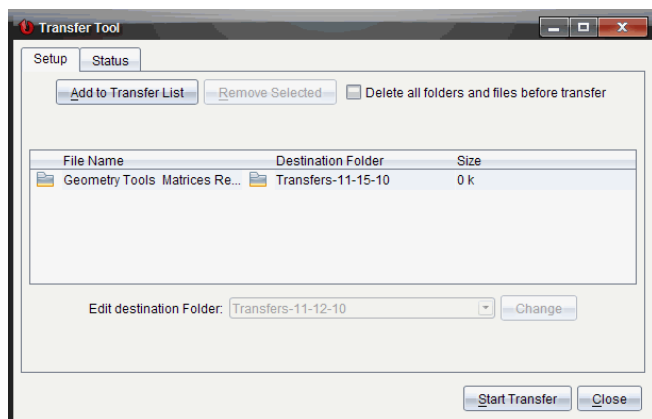 Transfer Tool
Setup Status
Add to Transfer List Remove Selected Delete all folders and files before transfer
File Name Destination Folder Size
Geometry Tools Matrices Re... Transfers-11-15-10 0 k
Edit destination Folder: Transfers-11-12-10 Change
Start Transfer Close